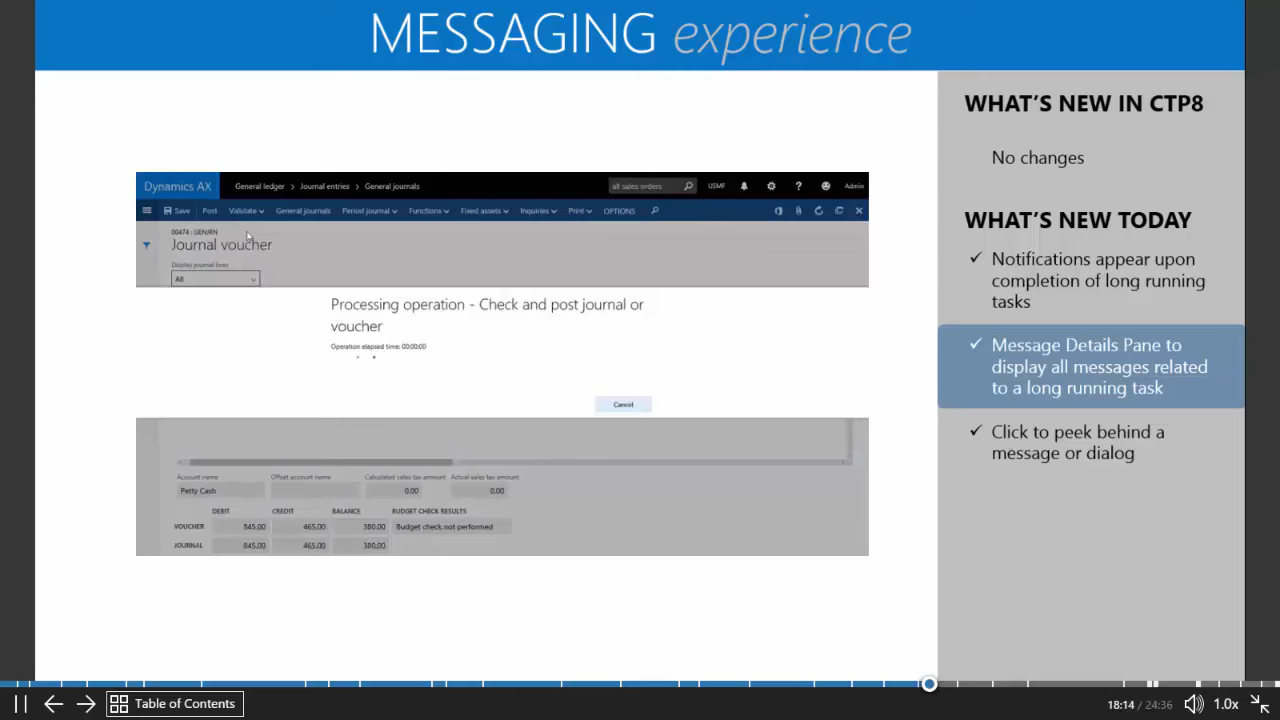 MESSAGING experience
WHAT'S NEW IN CTP8
No changes
WHAT'S NEW TODAY
✓ Notifications appear upon
completion of long running
tasks
✓ Message Details Pane to
display all messages related
to a long running task
✓ Click to peek behind a
message or dialog
Dynamics AX General ledger > Journal entries > General journals all sales orders USMF ? Admin
Save Post Validate General journals Period journal Functions Fixed assets Inquiries Print OPTIONS
00474 : GENJRN
Journal voucher
Display journal lines
All
Processing operation - Check and post journal or
voucher
Operation elapsed time: 00:00:00
Cancel
Account name Offset account name Calculated sales tax amount Actual sales tax amount
Petty Cash 0.00 0.00
DEBIT CREDIT BALANCE BUDGET CHECK RESULTS
VOUCHER 845.00 465.00 380.00 Budget check not performed
JOURNAL 845.00 465.00 380.00
Table of Contents 18:14 / 24:36 1.0x